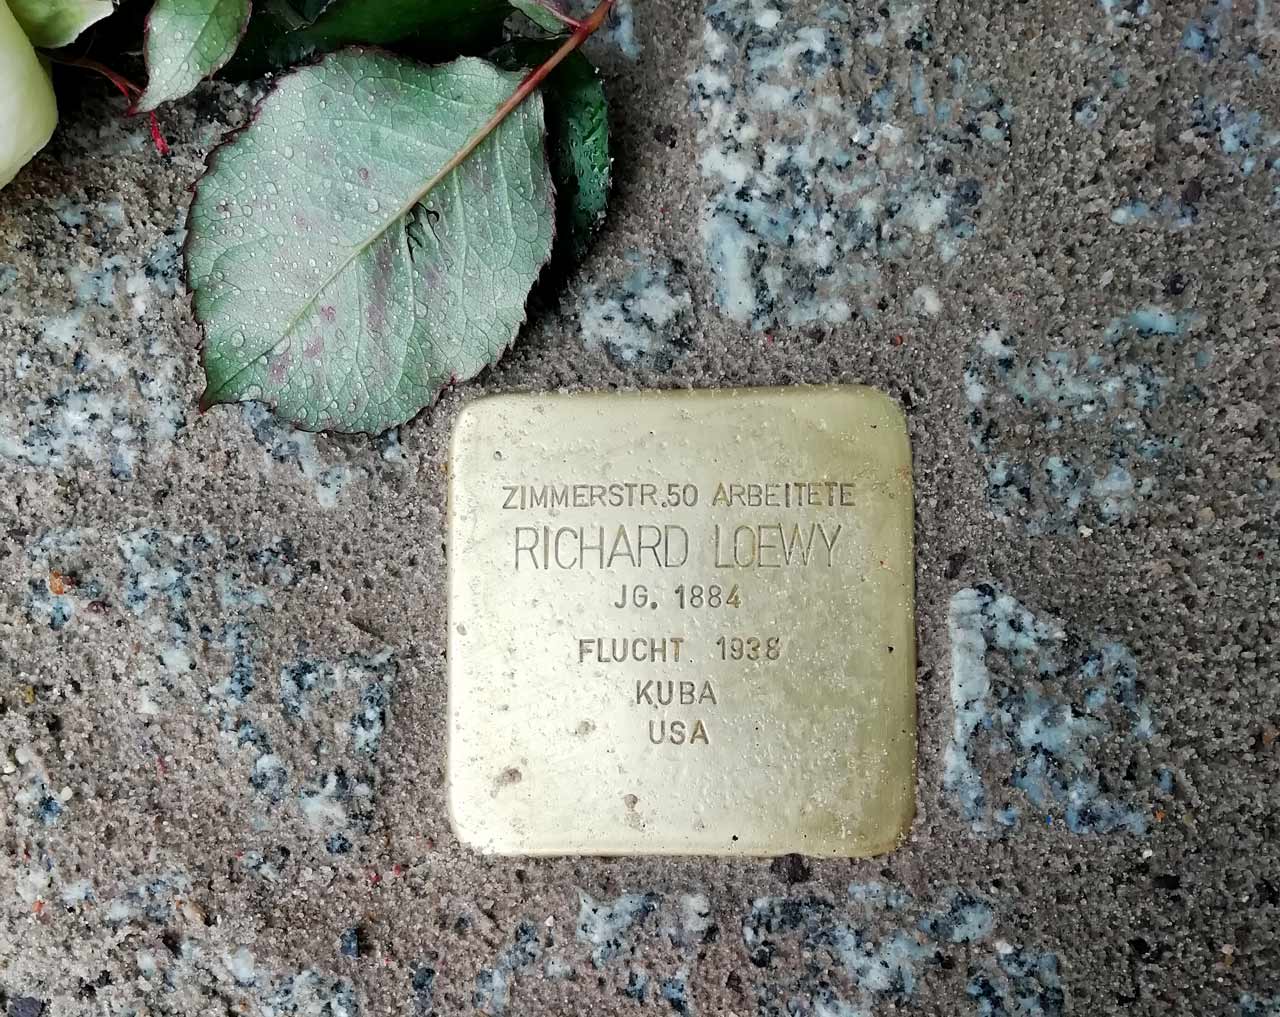 ZIMMERSTR.50 ARBEITETE
RICHARD LOEWY
JG. 1884
FLUCHT 1938
KUBA
USA